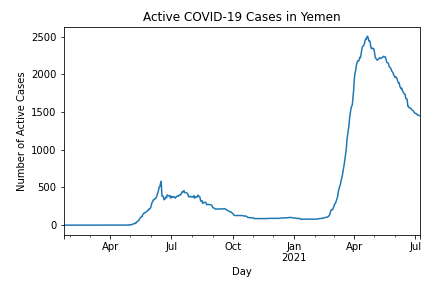 Active COVID-19 Cases in Yemen
Number of Active Cases
2500
2000
1500
1000
500
0
Apr Jul Oct Jan Apr Jul
2021
Day